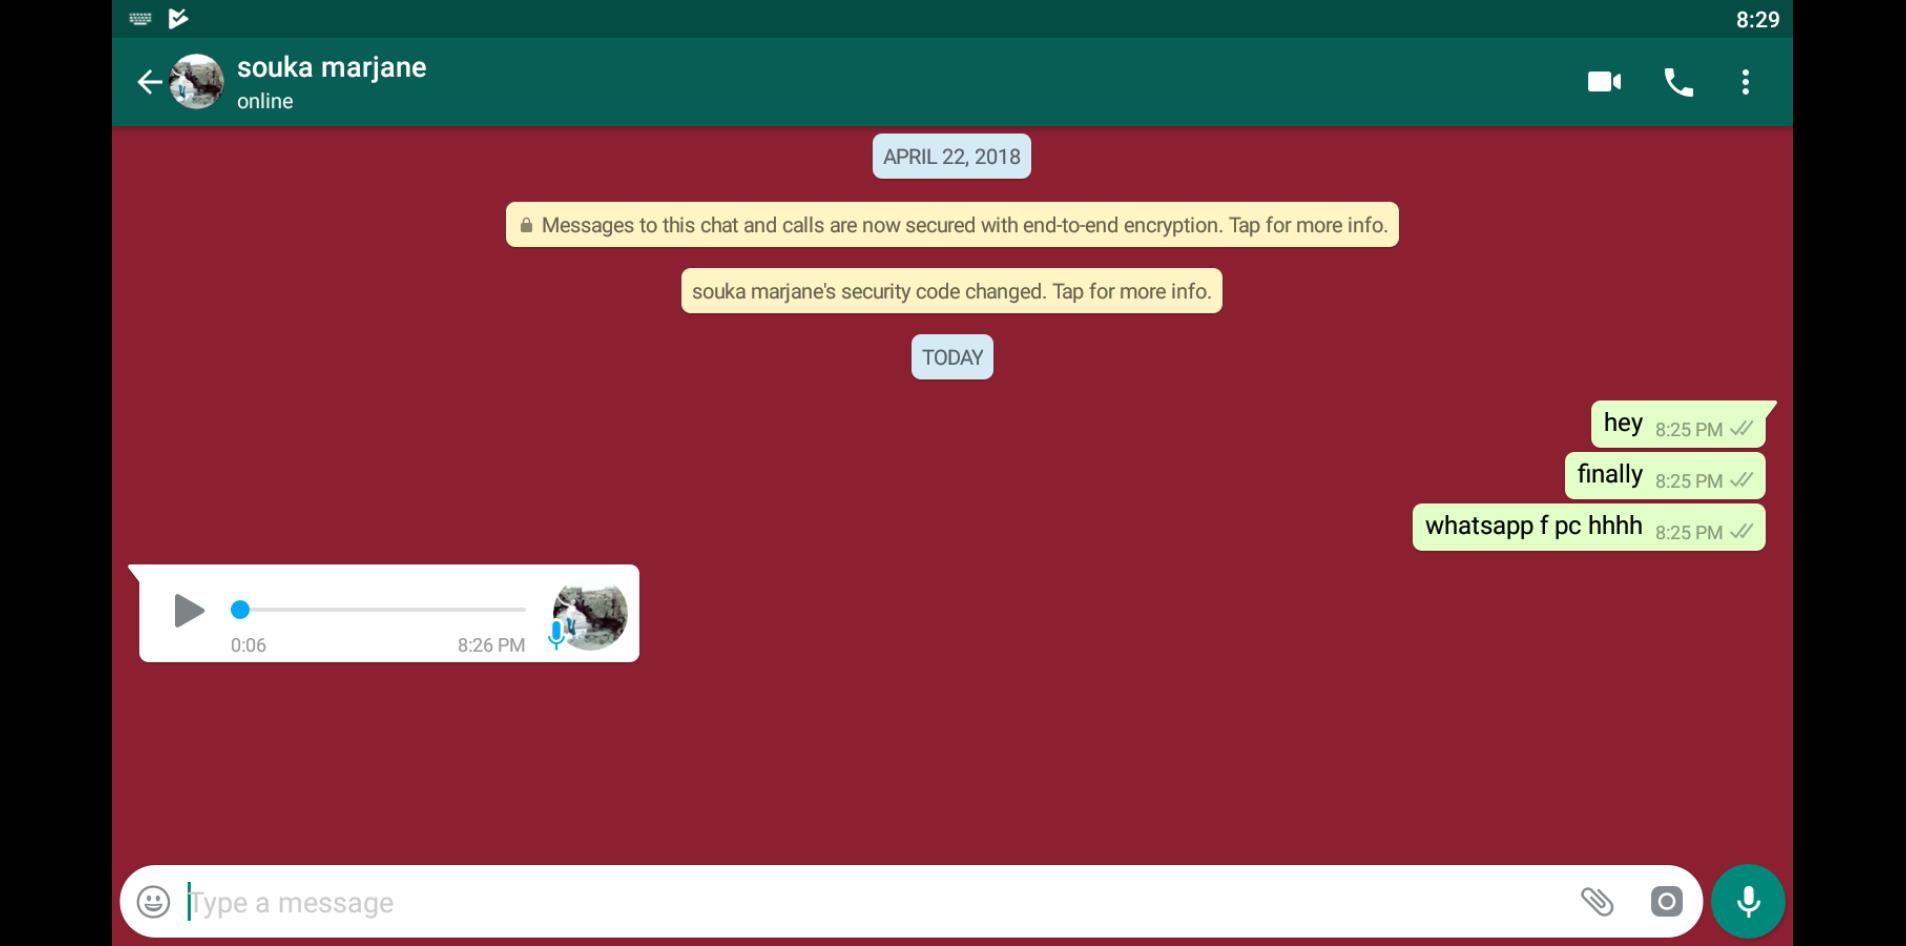 8:29
souka marjane
online
APRIL 22, 2018
Messages to this chat and calls are now secured with end-to-end encryption. Tap for more info.
souka marjane's security code changed. Tap for more info.
TODAY
hey 8:25 PM
finally 8:25 PM
whatsapp f pc hhhh 8:25 PM
0:06 8:26 PM
Type a message